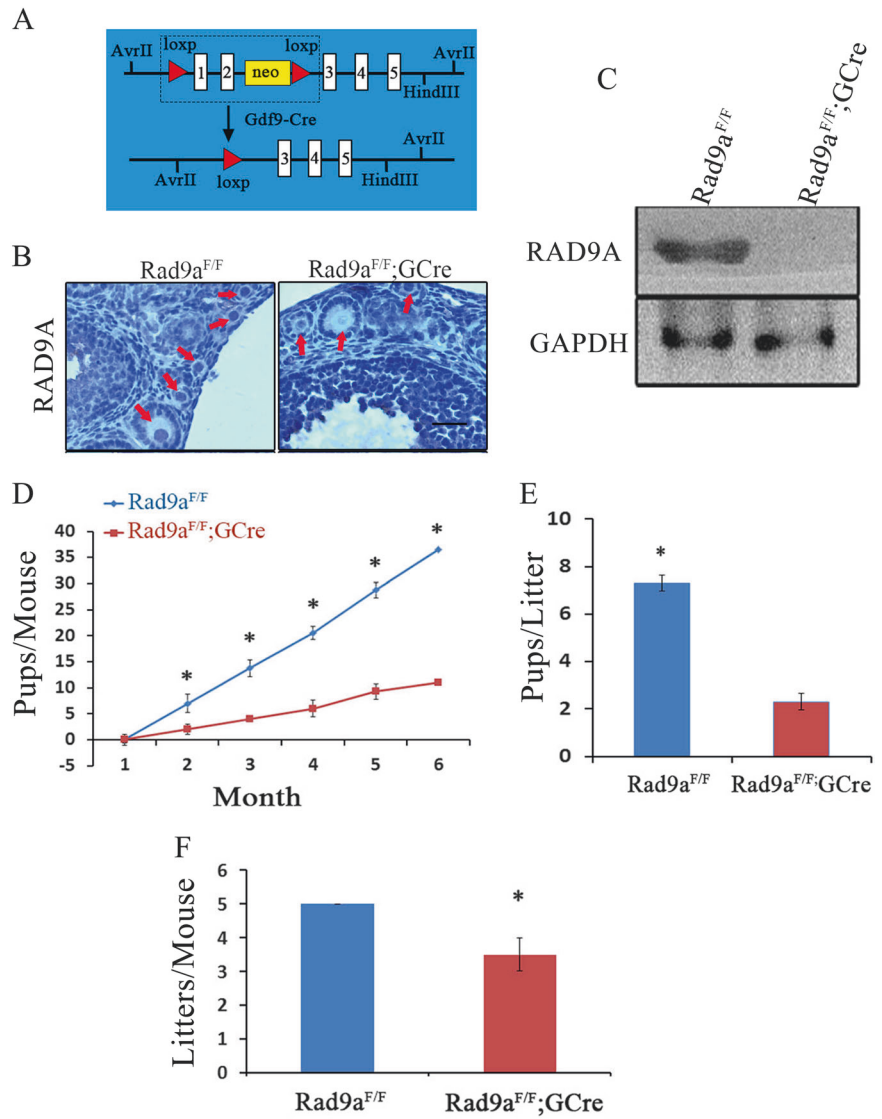 A
AvrII loxp loxp AvrII
1 2 neo 3 4 5
HindIII
Gdf9-Cre
3 4 5 AvrII
AvrII loxp HindIII
B
Rad9aF/F Rad9aF/F;GCre
RAD9A
C
Rad9aF/F Rad9aF/F;GCre
RAD9A
GAPDH
D
Rad9aF/F
Rad9aF/F;GCre
Pups/Mouse
40
35
30
25
20
15
10
5
0
-5
* * * * *
1 2 3 4 5 6
Month
E
Pups/Litter
10
8
6
4
2
0
*
Rad9aF/F Rad9aF/F;GCre
F
Litters/Mouse
6
5
4
3
2
1
0
*
Rad9aF/F Rad9aF/F;GCre